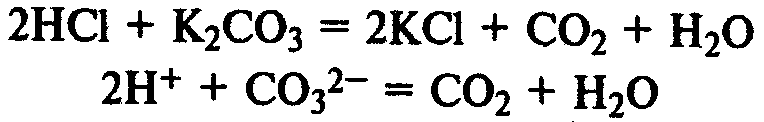 2HCl + K₂CO₃ = 2KCl + CO₂ + H₂O
2H⁺ + CO₃²⁻ = CO₂ + H₂O